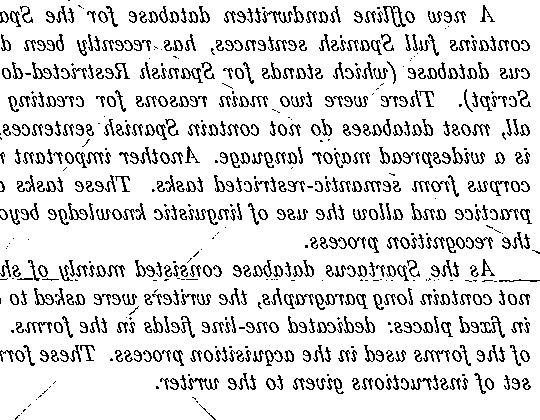 A new offline handwritten database for the Spa
contains full Spanish sentences, has recently been d
cus database (which stands for Spanish Restricted-do
Script). There were two main reasons for creating
all, most databases do not contain Spanish sentences,
is a widespread major language. Another important r
corpus from semantic-restricted tasks. These tasks
practice and allow the use of linguistic knowledge beyo
the recognition process.
As the Spartacus database consisted mainly of sh
not contain long paragraphs, the writers were asked to
in fixed places: dedicated one-line fields in the forms.
of the forms used in the acquisition process. These for
set of instructions given to the writer.